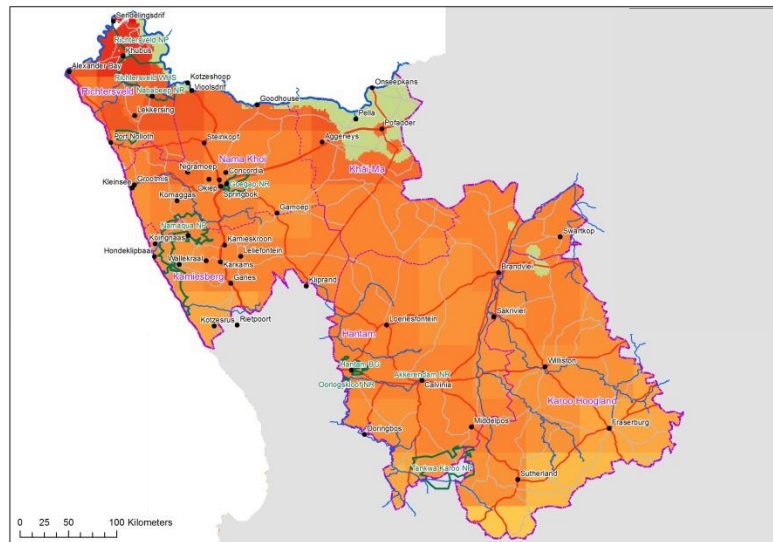 Sendelingsdrif
Richtersveld NP
Khubus
Alexander Bay
Richtersveld WHS
Kotzeshoop
Vioolsdrif
Richtersveld
Nababeep NR
Goodhouse
Onseepkans
Lekkersing
Pella
Pofadder
Port Nolloth
Steinkopf
Aggeneys
Nama Khoi
Khâi-Ma
Nigramoep
Concordia
Kleinsee
Grootmis
Okiep
Goegap NR
Springbok
Komaggas
Gamoep
Namaqua NP
Koingnaas
Kamieskroon
Swartkop
Hondeklipbaai
Wallekraal
Leliefontein
Karkams
Brandvlei
Kamiesberg
Garies
Kliprand
Kotzesrus
Rietpoort
Loeriesfontein
Sakrivier
Hantam
Hantam BG
Williston
Akkerendam NR
Oorlogskloof NR
Calvinia
Karoo Hoogland
Doringbos
Middelpos
Fraserburg
Tankwa Karoo NP
Sutherland
0 25 50 100 Kilometers